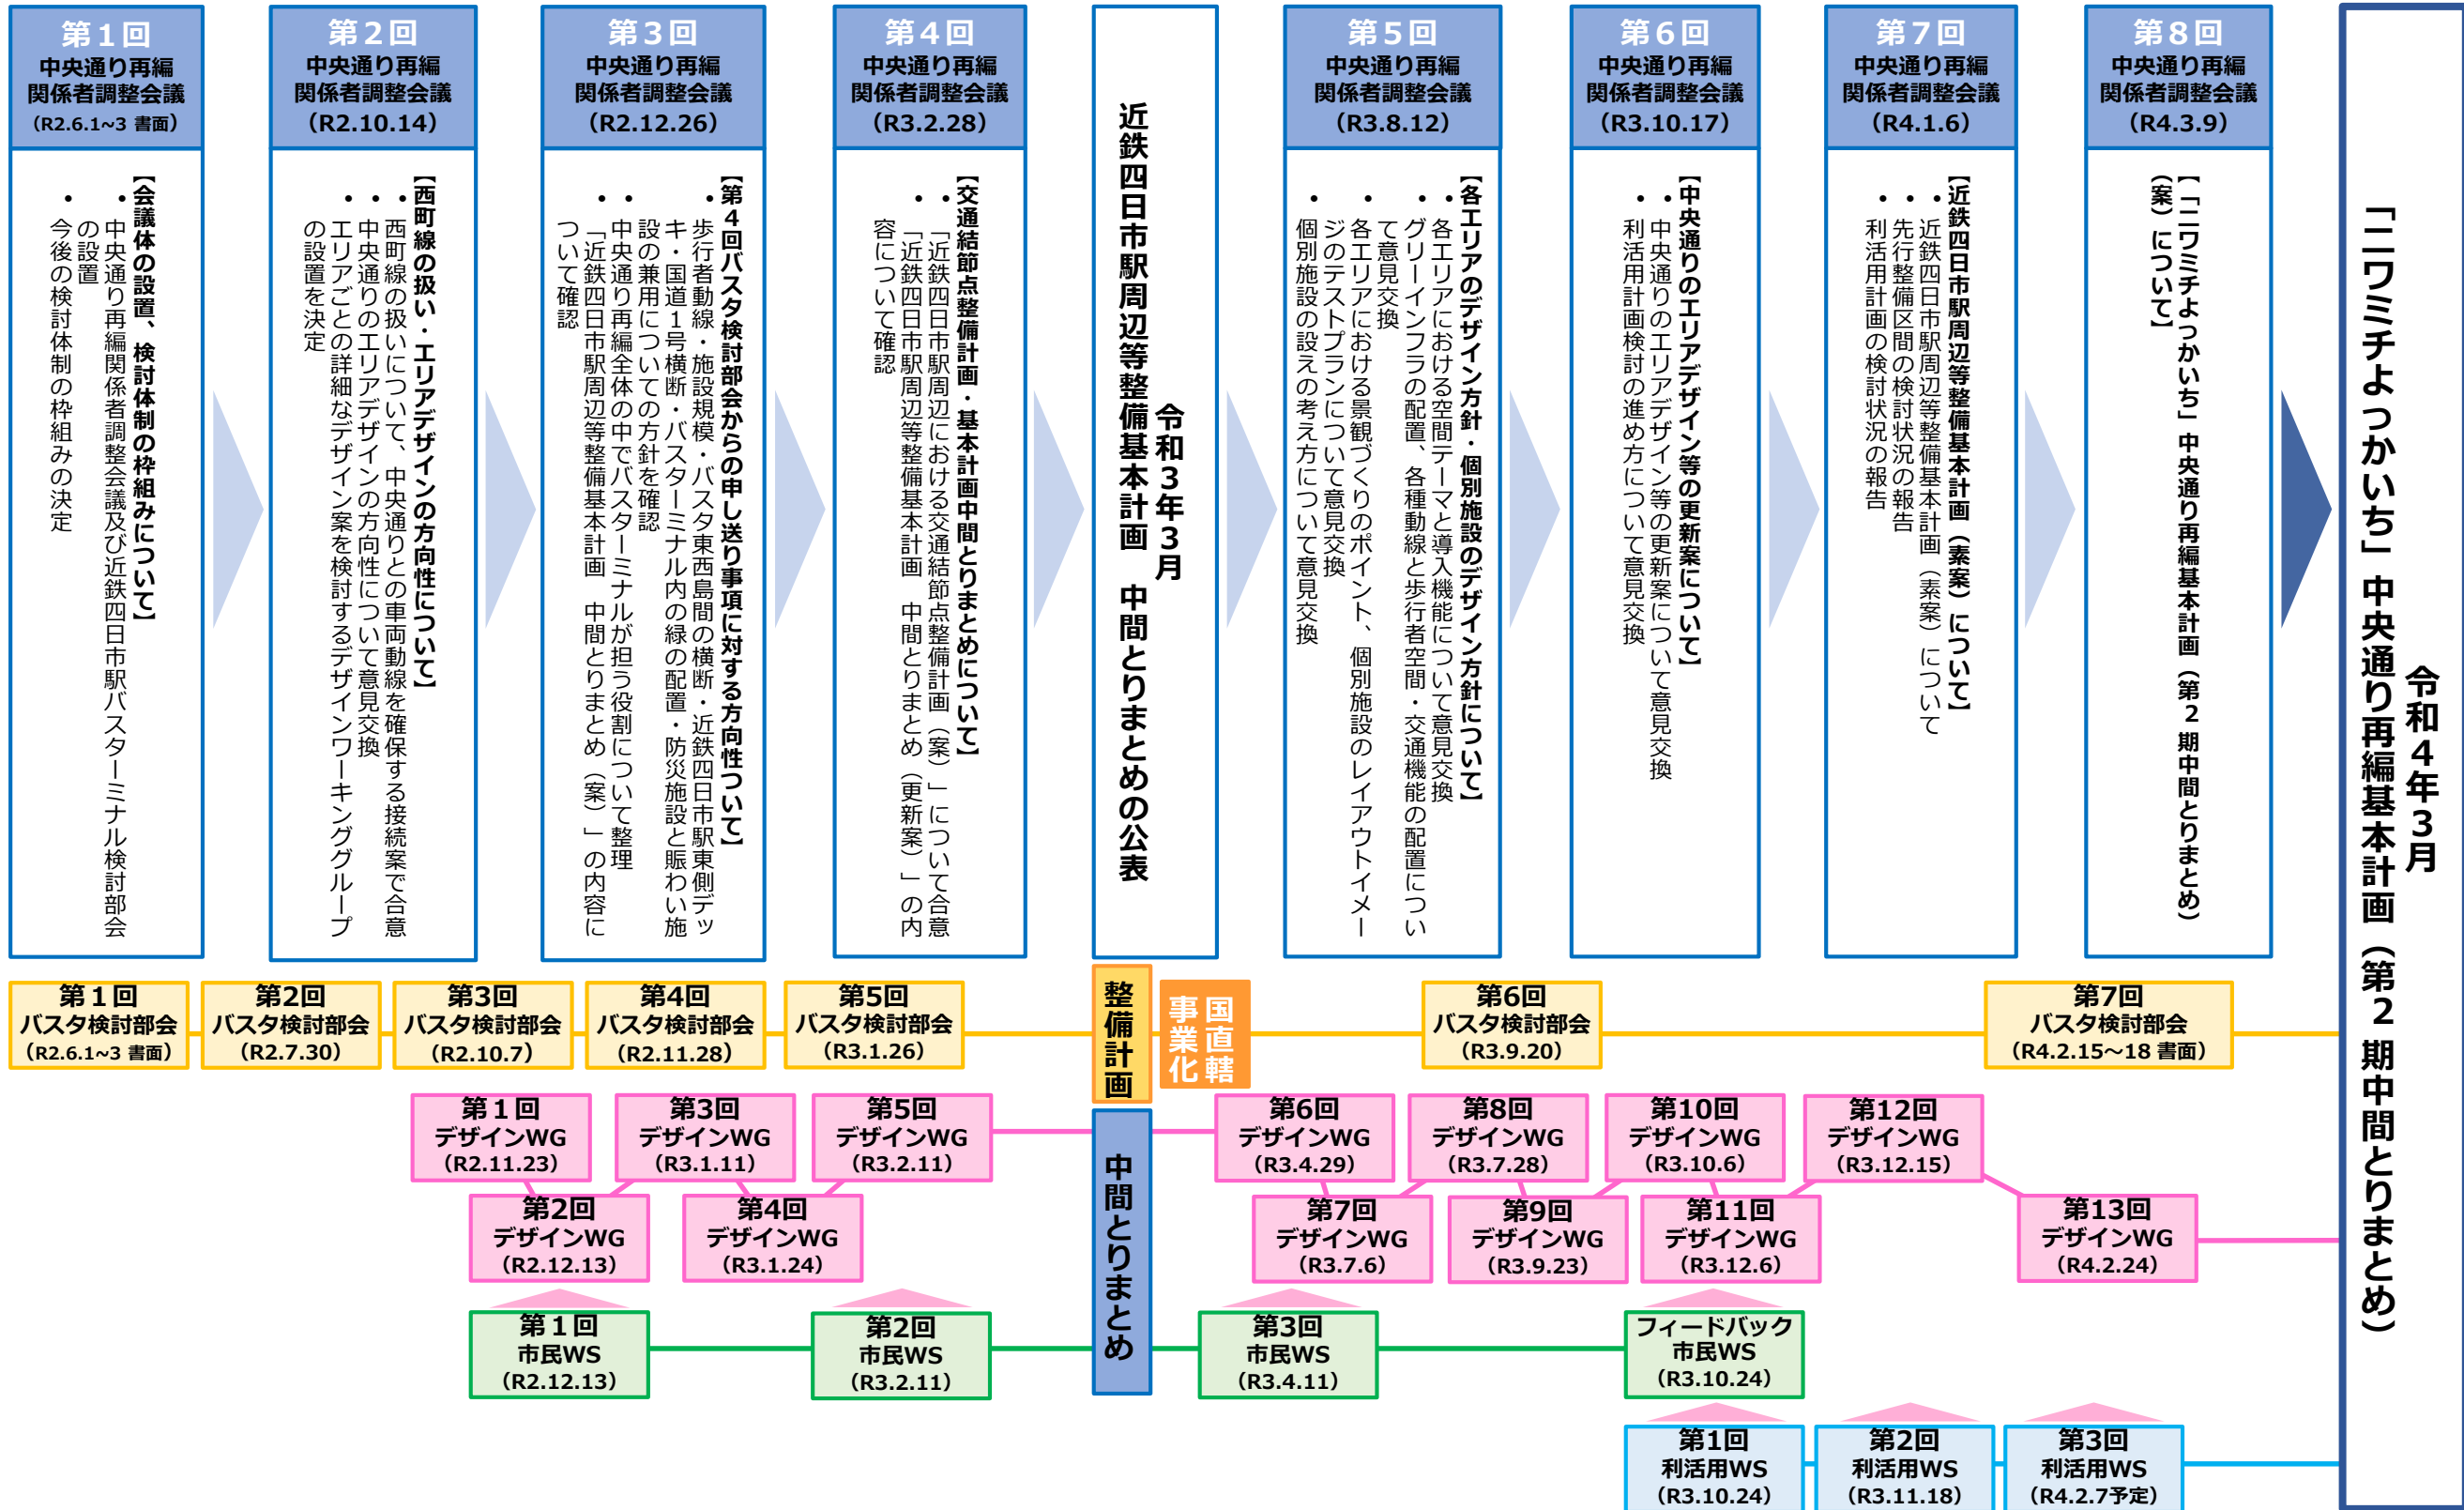 第１回
中央通り再編
関係者調整会議
（R2.6.1~3 書面）
【会議体の設置、検討体制の枠組みについて】
・中央通り再編関係者調整会議及び近鉄四日市駅バスターミナル検討部会
の設置
・今後の検討体制の枠組みの決定
第２回
中央通り再編
関係者調整会議
（R2.10.14）
【西町線の扱い・エリアデザインの方向性について】
・西町線の扱いについて、中央通りとの車両動線を確保する接続案で合意
・中央通りのエリアデザインの方向性について意見交換
・エリアごとの詳細なデザイン案を検討するデザインワーキンググループ
の設置を決定
第３回
中央通り再編
関係者調整会議
（R2.12.26）
【第４回バスタ検討部会からの申し送り事項に対する方向性ついて】
・歩行者動線・施設規模・バスタ東西島間の横断・近鉄四日市駅東側デッ
キ・国道１号横断・バスターミナル内の緑の配置・防災施設と賑わい施
設の兼用についての方針を確認
・中央通り再編全体の中でバスターミナルが担う役割について整理
・「近鉄四日市駅周辺等整備基本計画　中間とりまとめ（案）」の内容に
ついて確認
第４回
中央通り再編
関係者調整会議
（R3.2.28）
【交通結節点整備計画・基本計画中間とりまとめについて】
・「近鉄四日市駅周辺における交通結節点整備計画（案）」について合意
・「近鉄四日市駅周辺等整備基本計画　中間とりまとめ（更新案）」の内
容について確認
令和３年３月
近鉄四日市駅周辺等整備基本計画　中間とりまとめの公表
第５回
中央通り再編
関係者調整会議
（R3.8.12）
【各エリアのデザイン方針・個別施設のデザイン方針について】
・各エリアにおける空間テーマと導入機能について意見交換
・グリーインフラの配置、各種動線と歩行者空間・交通機能の配置につい
て意見交換
・各エリアにおける景観づくりのポイント、個別施設のレイアウトイメー
ジのテストプランについて意見交換
・個別施設の設えの考え方について意見交換
第６回
中央通り再編
関係者調整会議
（R3.10.17）
【中央通りのエリアデザイン等の更新案について】
・中央通りのエリアデザイン等の更新案について意見交換
・利活用計画検討の進め方について意見交換
第７回
中央通り再編
関係者調整会議
（R4.1.6）
【近鉄四日市駅周辺等整備基本計画（素案）について】
・近鉄四日市駅周辺等整備基本計画（素案）について
・先行整備区間の検討状況の報告
・利活用計画の検討状況の報告
第８回
中央通り再編
関係者調整会議
（R4.3.9）
【「ニワミチよっかいち」中央通り再編基本計画（第２期中間とりまとめ）
（案）について】
令和４年３月
「ニワミチよっかいち」中央通り再編基本計画（第２期中間とりまとめ）
第１回
バスタ検討部会
（R2.6.1~3 書面）
第2回
バスタ検討部会
（R2.7.30）
第3回
バスタ検討部会
（R2.10.7）
第4回
バスタ検討部会
（R2.11.28）
第5回
バスタ検討部会
（R3.1.26）
整備計画
国直轄
事業化
第6回
バスタ検討部会
（R3.9.20）
第7回
バスタ検討部会
（R4.2.15～18 書面）
第１回
デザインWG
（R2.11.23）
第3回
デザインWG
（R3.1.11）
第5回
デザインWG
（R3.2.11）
第6回
デザインWG
（R3.4.29）
第8回
デザインWG
（R3.7.28）
第10回
デザインWG
（R3.10.6）
第12回
デザインWG
（R3.12.15）
第2回
デザインWG
（R2.12.13）
第4回
デザインWG
（R3.1.24）
中間とりまとめ
第7回
デザインWG
（R3.7.6）
第9回
デザインWG
（R3.9.23）
第11回
デザインWG
（R3.12.6）
第13回
デザインWG
（R4.2.24）
第１回
市民WS
（R2.12.13）
第2回
市民WS
（R3.2.11）
第3回
市民WS
（R3.4.11）
フィードバック
市民WS
（R3.10.24）
第1回
利活用WS
（R3.10.24）
第2回
利活用WS
（R3.11.18）
第3回
利活用WS
（R4.2.7予定）